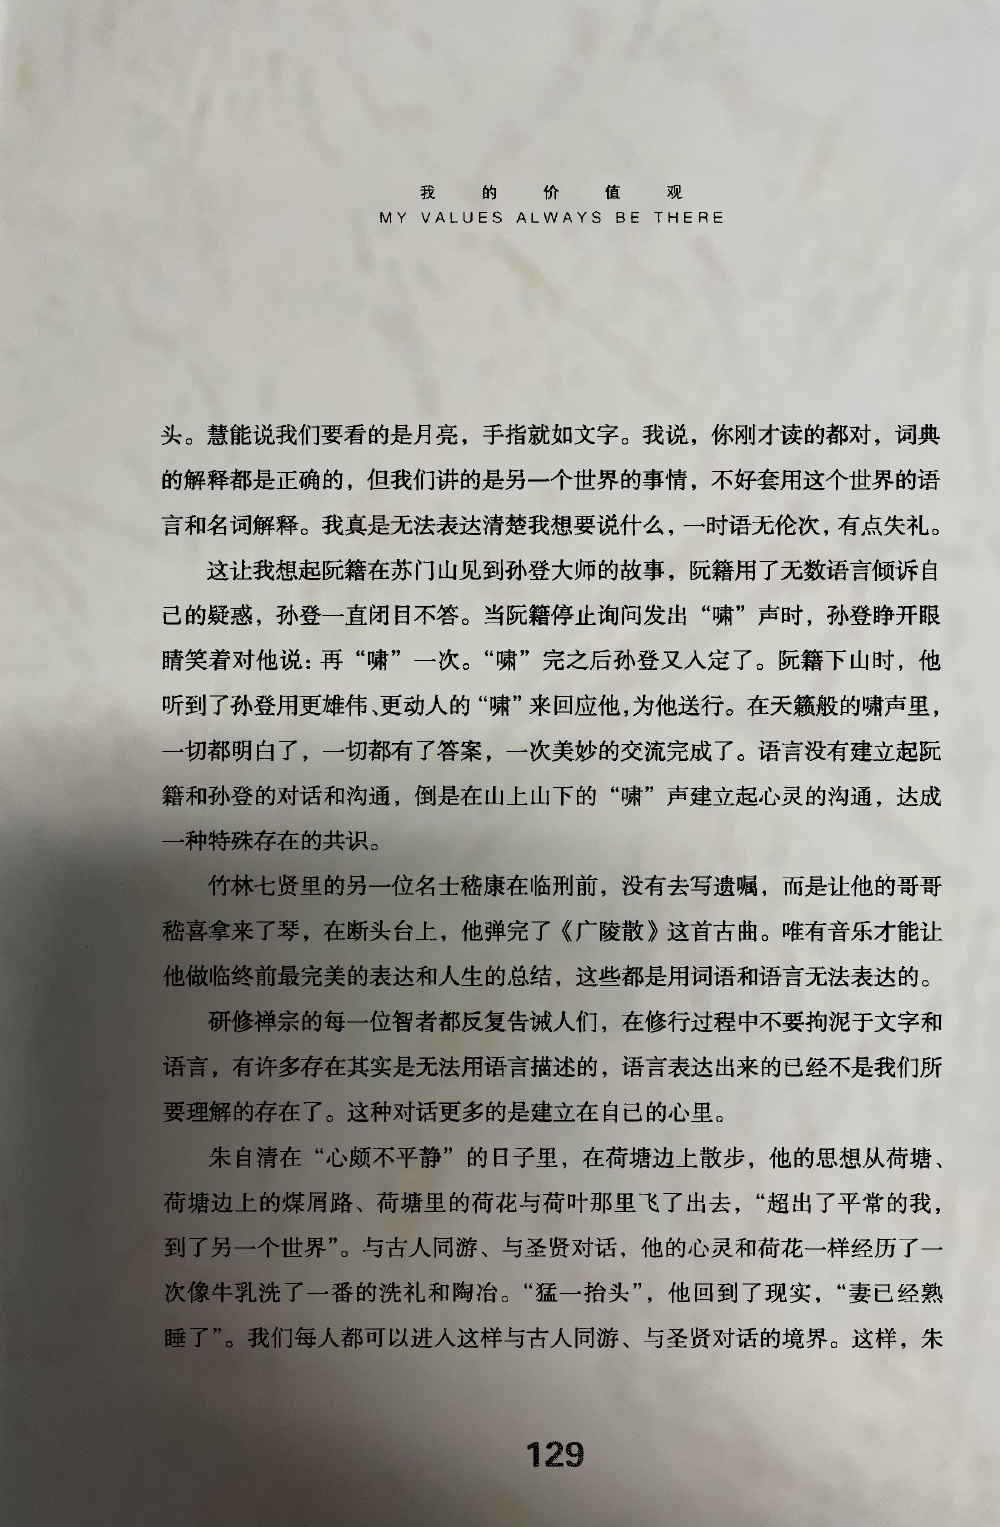 我的价值观
MY VALUES ALWAYS BE THERE
头。慧能说我们要看的是月亮，手指就如文字。我说，你刚才读的都对，词典
的解释都是正确的，但我们讲的是另一个世界的事情，不好套用这个世界的语
言和名词解释。我真是无法表达清楚我想要说什么，一时语无伦次，有点失礼。
这让我想起阮籍在苏门山见到孙登大师的故事，阮籍用了无数语言倾诉自
己的疑惑，孙登一直闭目不答。当阮籍停止询问发出“啸”声时，孙登睁开眼
睛笑着对他说：再“啸”一次。“啸”完之后孙登又入定了。阮籍下山时，他
听到了孙登用更雄伟、更动人的“啸”来回应他，为他送行。在天籁般的啸声里，
一切都明白了，一切都有了答案，一次美妙的交流完成了。语言没有建立起阮
籍和孙登的对话和沟通，倒是在山上山下的“啸”声建立起心灵的沟通，达成
一种特殊存在的共识。
竹林七贤里的另一位名士嵇康在临刑前，没有去写遗嘱，而是让他的哥哥
嵇喜拿来了琴，在断头台上，他弹完了《广陵散》这首古曲。唯有音乐才能让
他做临终前最完美的表达和人生的总结，这些都是用词语和语言无法表达的。
研修禅宗的每一位智者都反复告诫人们，在修行过程中不要拘泥于文字和
语言，有许多存在其实是无法用语言描述的，语言表达出来的已经不是我们所
要理解的存在了。这种对话更多的是建立在自己的心里。
朱自清在“心颇不平静”的日子里，在荷塘边上散步，他的思想从荷塘、
荷塘边上的煤屑路、荷塘里的荷花与荷叶那里飞了出去，“超出了平常的我，
到了另一个世界”。与古人同游、与圣贤对话，他的心灵和荷花一样经历了一
次像牛乳洗了一番的洗礼和陶冶。“猛一抬头”，他回到了现实，“妻已经熟
睡了”。我们每人都可以进入这样与古人同游、与圣贤对话的境界。这样，朱
129